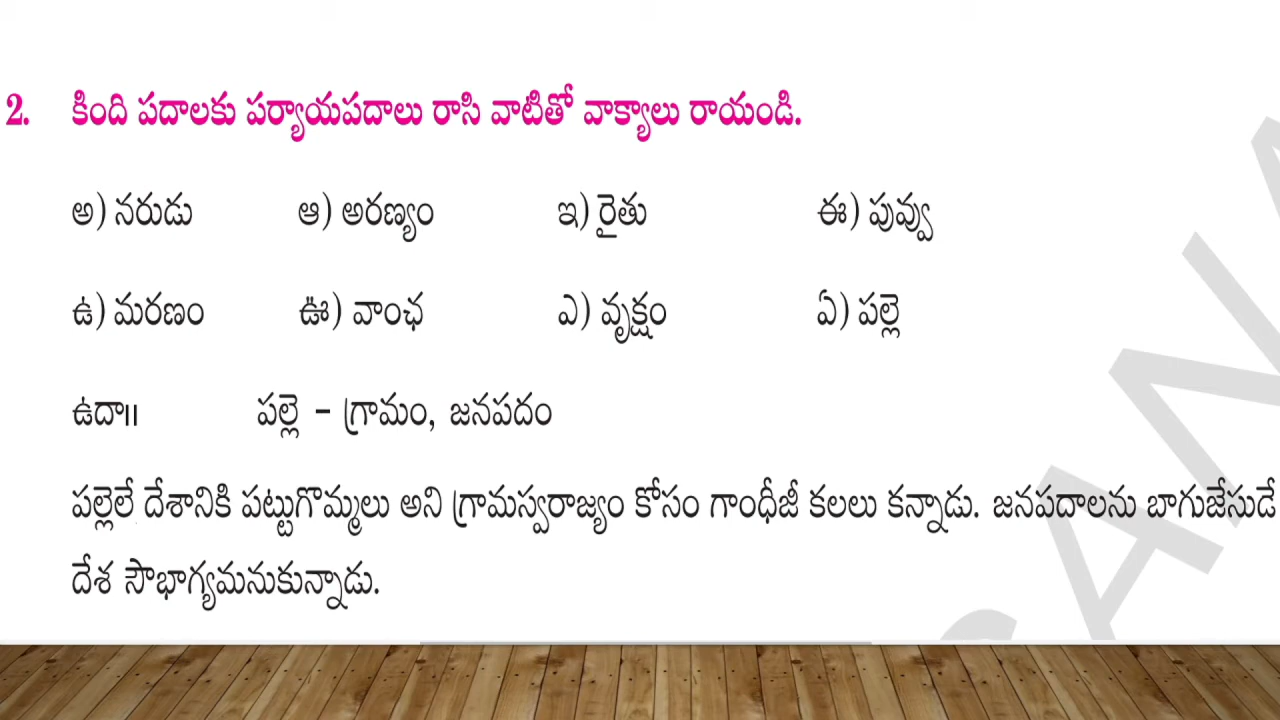 2. కింది పదాలకు పర్యాయపదాలు రాసి వాటితో వాక్యాలు రాయండి.
అ) నరుడు ఆ) అరణ్యం ఇ) రైతు ఈ) పువ్వు
ఉ) మరణం ఊ) వాంఛ ఎ) వృక్షం ఏ) పల్లె
ఉదా॥ పల్లె – గ్రామం, జనపదం
పల్లెలే దేశానికి పట్టుగొమ్మలు అని గ్రామస్వరాజ్యం కోసం గాంధీజీ కలలు కన్నాడు. జనపదాలను బాగుజేసుడే
దేశ సౌభాగ్యమనుకున్నాడు.